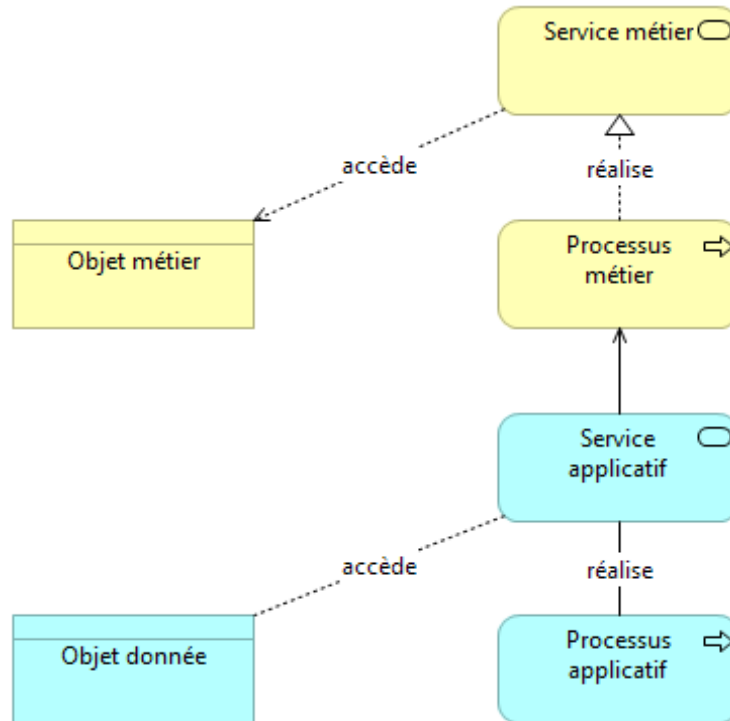 Service métier
accède
réalise
Objet métier
Processus
métier
Service
applicatif
accède
réalise
Objet donnée
Processus
applicatif